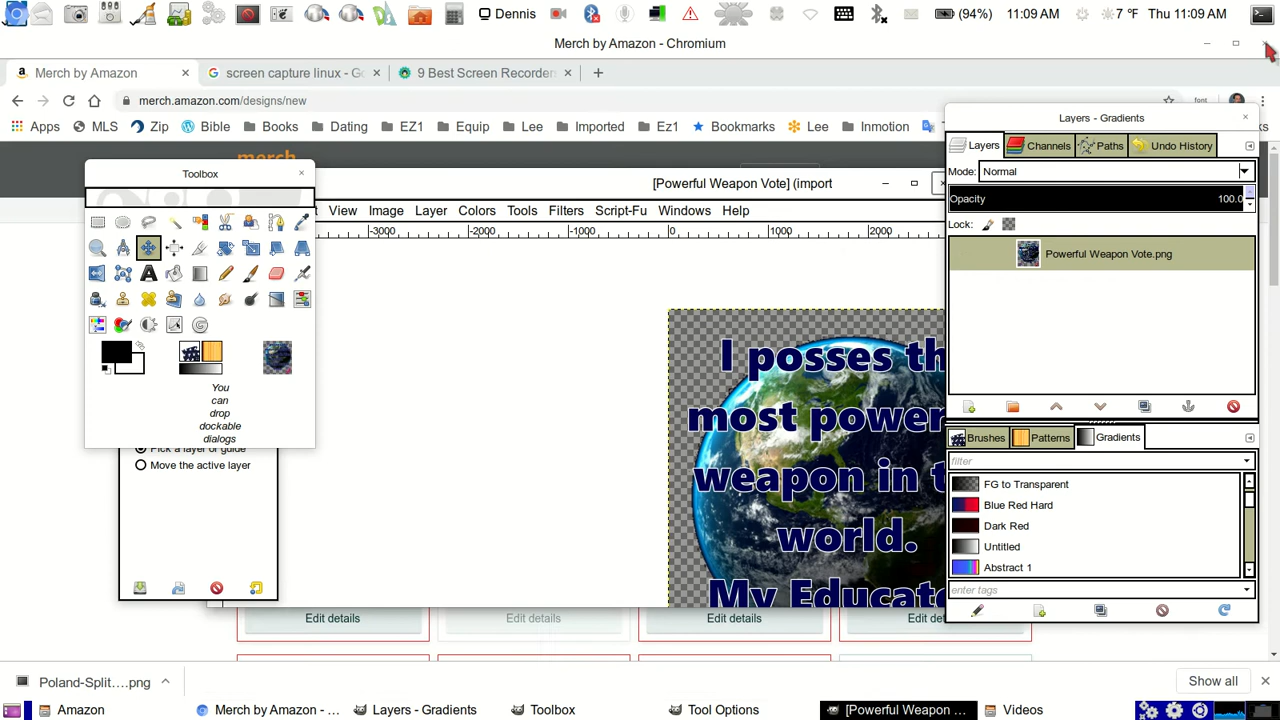 Dennis
(94%)
11:09 AM
7 °F
Thu 11:09 AM
Merch by Amazon - Chromium
Merch by Amazon
screen capture linux - Go
9 Best Screen Recorder
merch.amazon.com/designs/new
font
Apps
MLS
Zip
Bible
Books
Dating
EZ1
Equip
Lee
Imported
Ez1
Bookmarks
Lee
Inmotion
merch
Toolbox
[Powerful Weapon Vote] (import
View
Image
Layer
Colors
Tools
Filters
Script-Fu
Windows
Help
-3000
-2000
-1000
0
1000
2000
You
can
drop
dockable
dialogs
Pick a layer or guide
Move the active layer
I posses th
most power
weapon in t
world.
My Educate
Layers - Gradients
Layers
Channels
Paths
Undo History
Mode:
Normal
Opacity
100.0
Lock:
Powerful Weapon Vote.png
Brushes
Patterns
Gradients
filter
FG to Transparent
Blue Red Hard
Dark Red
Untitled
Abstract 1
enter tags
Edit details
Edit details
Edit details
Edit details
Poland-Split....png
Show all
Amazon
Merch by Amazon - ...
Layers - Gradients
Toolbox
Tool Options
[Powerful Weapon ...
Videos